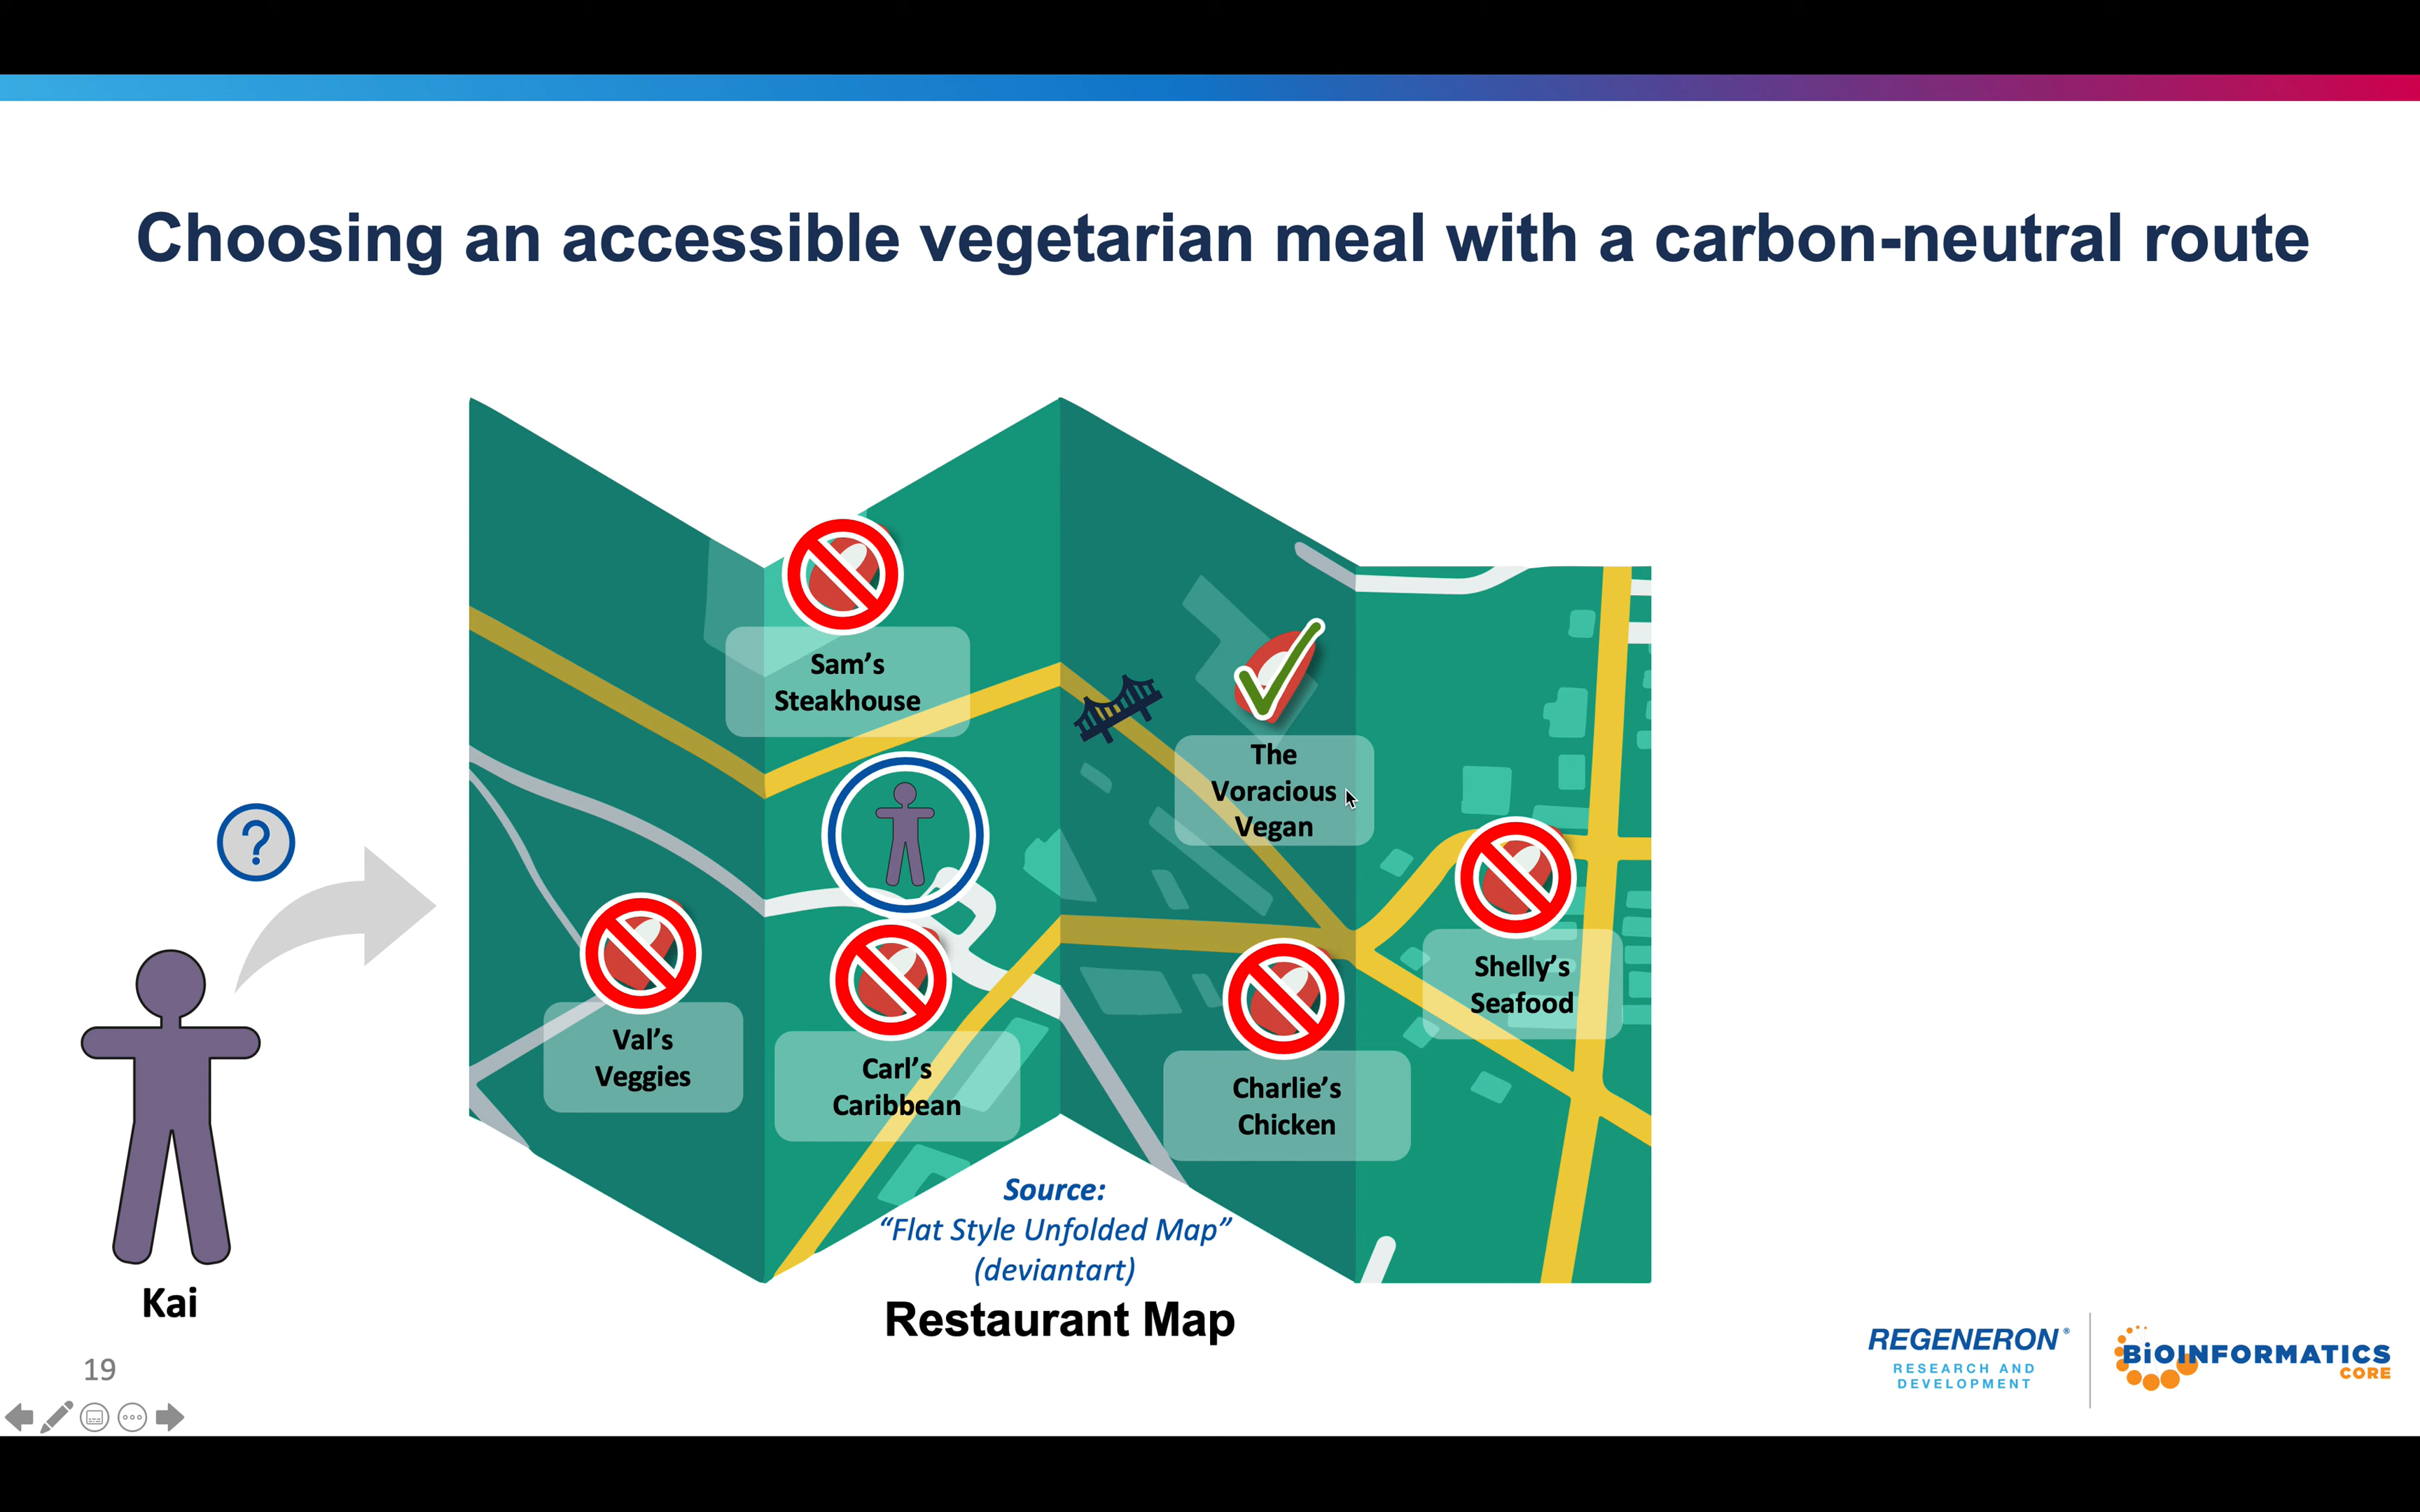 Choosing an accessible vegetarian meal with a carbon-neutral route
Sam's
Steakhouse
The
Voracious
Vegan
?
Shelly's
Seafood
Val's
Veggies
Carl's
Caribbean
Charlie's
Chicken
Source:
“Flat Style Unfolded Map”
(deviantart)
Kai
Restaurant Map
19
REGENERON®
RESEARCH AND
DEVELOPMENT
BiOINFORMATICS
CORE